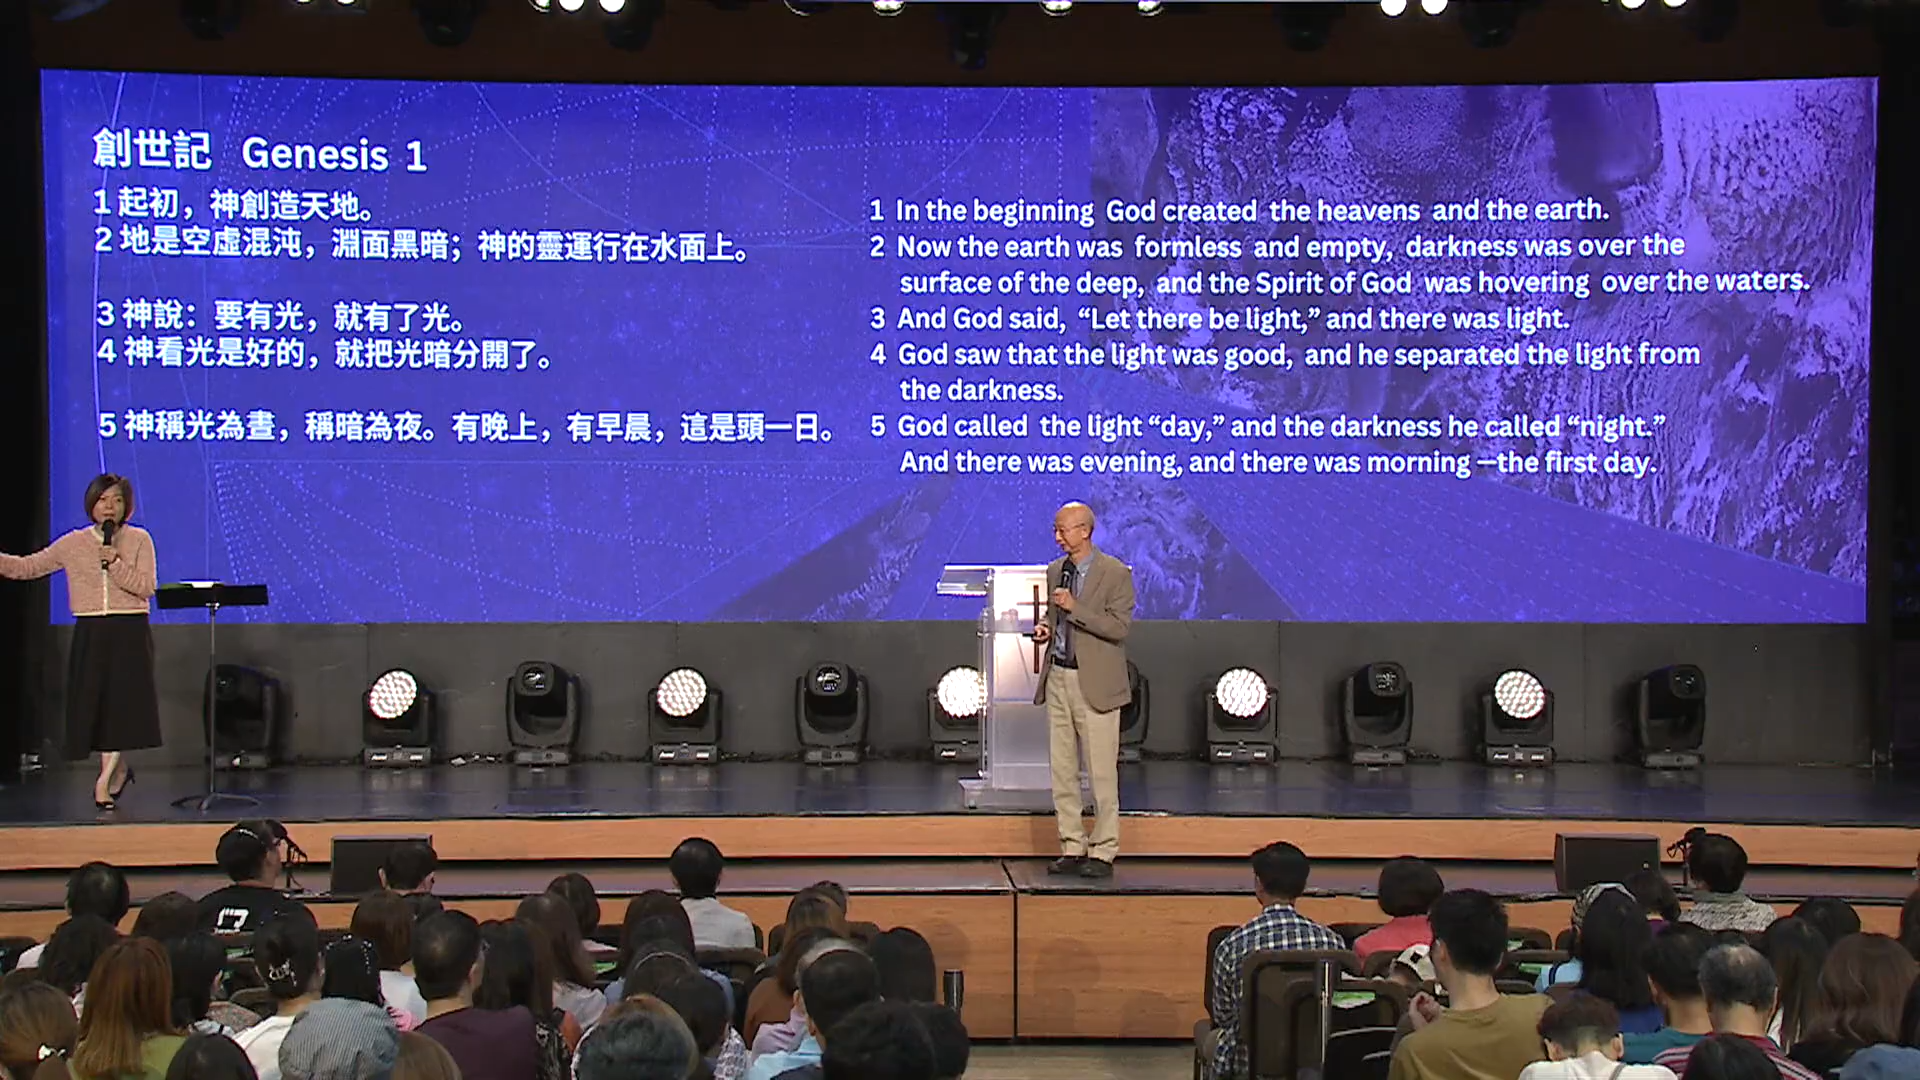 創世記 Genesis 1
1 起初，神創造天地。
2 地是空虛混沌，淵面黑暗；神的靈運行在水面上。
3 神說：要有光，就有了光。
4 神看光是好的，就把光暗分開了。
5 神稱光為晝，稱暗為夜。有晚上，有早晨，這是頭一日。
1 In the beginning God created the heavens and the earth.
2 Now the earth was formless and empty, darkness was over the
surface of the deep, and the Spirit of God was hovering over the waters.
3 And God said, “Let there be light,” and there was light.
4 God saw that the light was good, and he separated the light from
the darkness.
5 God called the light “day,” and the darkness he called “night.”
And there was evening, and there was morning —the first day.